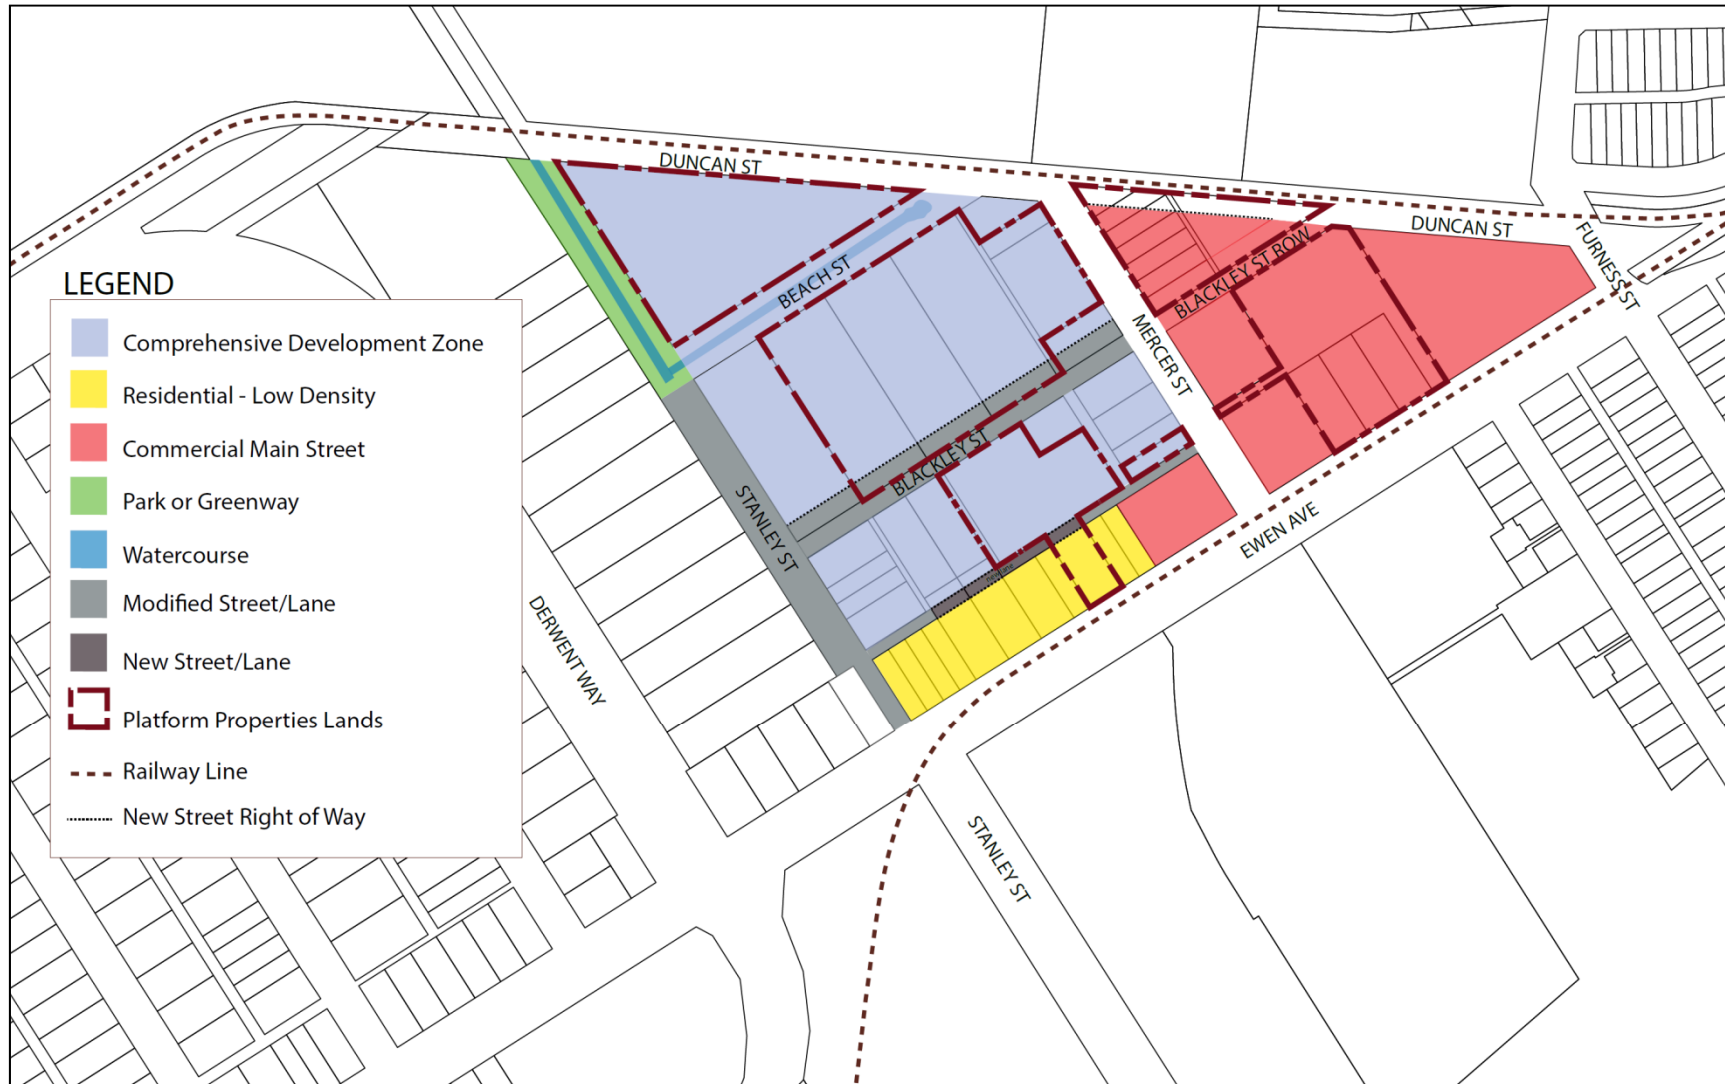 DUNCAN ST
DUNCAN ST
FURNESS ST
BLACKLEY ST ROW
BEACH ST
MERCER ST
LEGEND
Comprehensive Development Zone
Residential - Low Density
Commercial Main Street
Park or Greenway
Watercourse
Modified Street/Lane
New Street/Lane
Platform Properties Lands
Railway Line
New Street Right of Way
BLACKLEY ST
STANLEY ST
EWEN AVE
DERWENT WAY
STANLEY ST